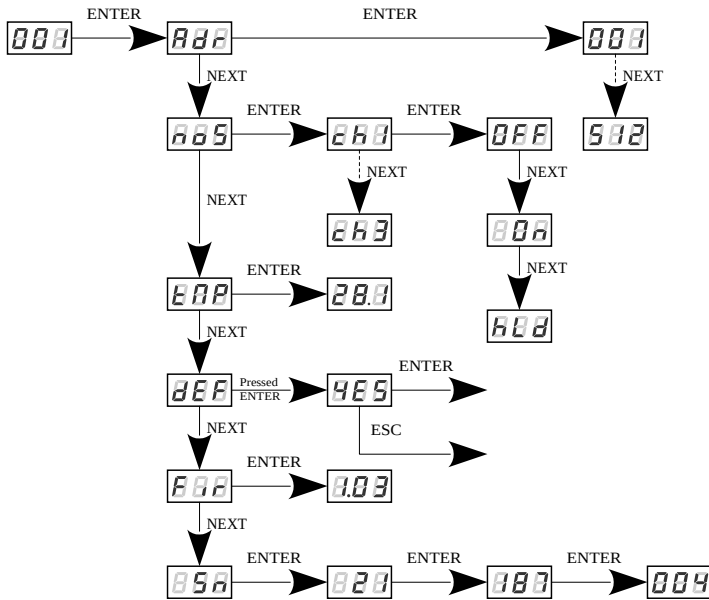 ENTER ENTER
001 Adr 001
NEXT NEXT
ENTER ENTER
noS ch1 OFF 512
NEXT NEXT
NEXT
ch3 On
ENTER NEXT
tMP 28.1
hLd
NEXT
Pressed ENTER
dEF ENTER YES
NEXT ESC
ENTER
Fir 1.03
NEXT
ENTER ENTER ENTER
Sn 21 187 004